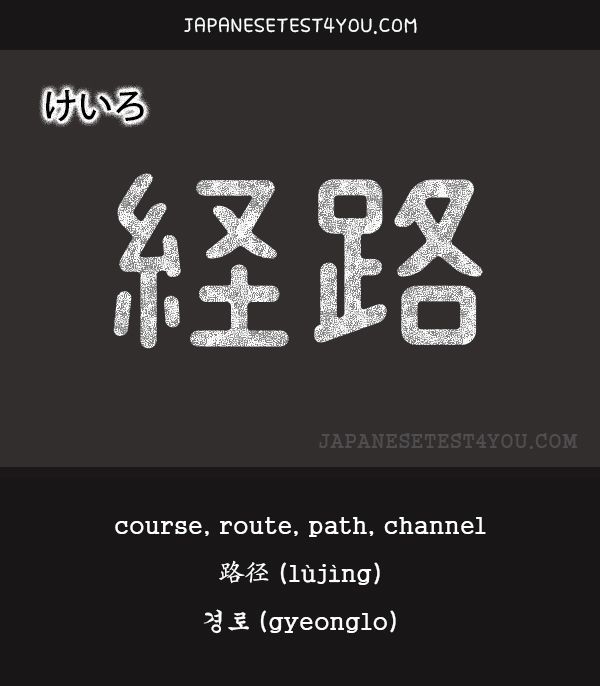 JAPANESETEST4YOU.COM
けいろ
経路
JAPANESETEST4YOU.COM
course, route, path, channel
路径 (lùjìng)
경로 (gyeonglo)